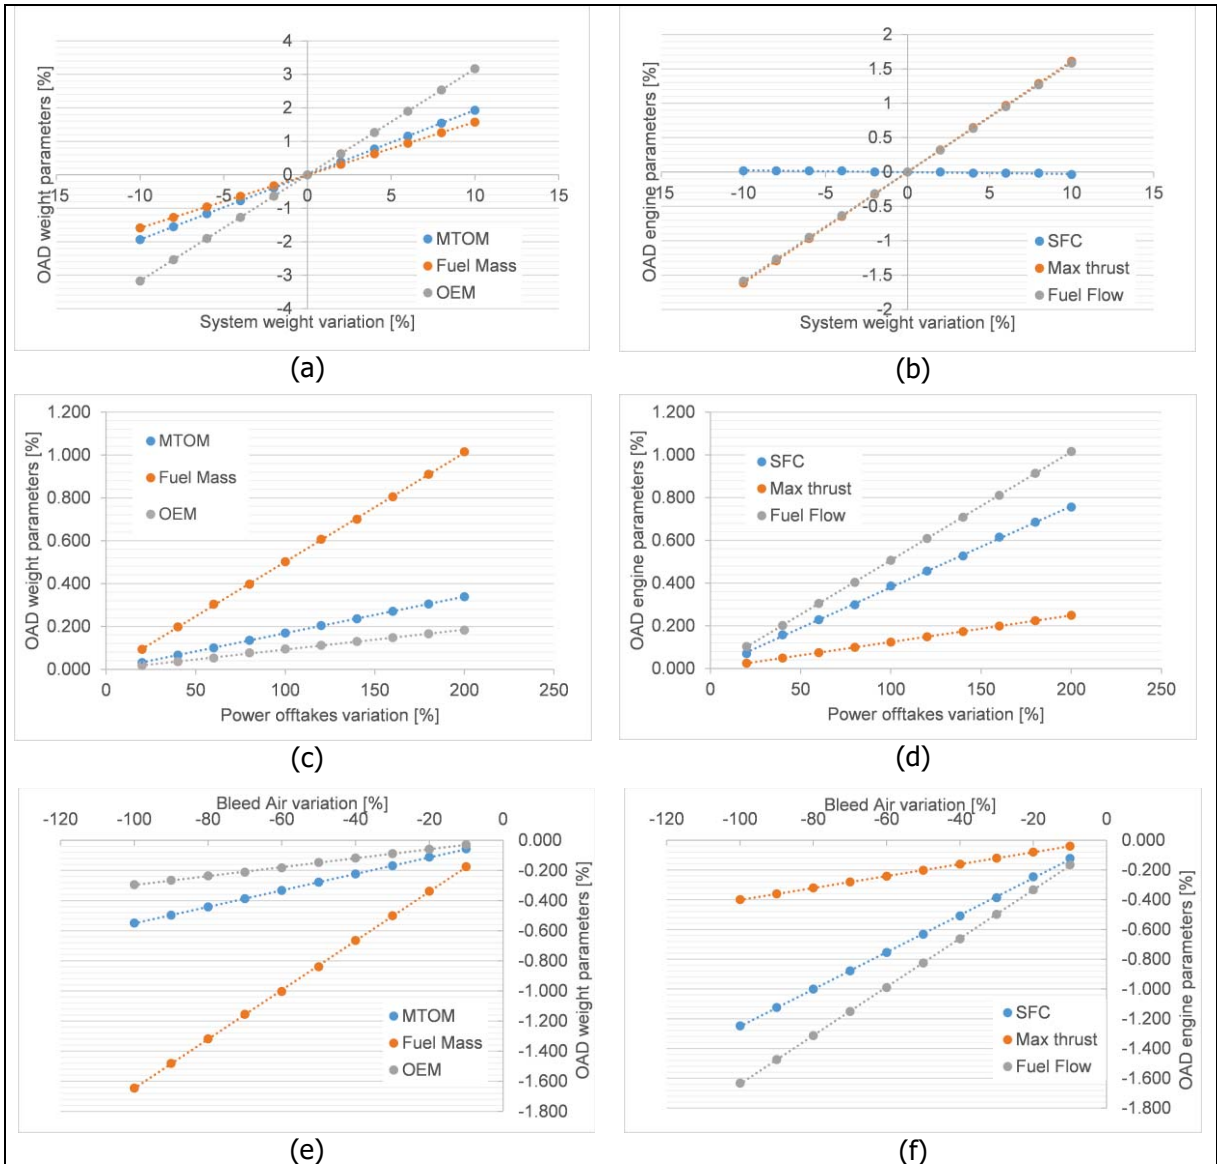 OAD weight parameters [%]
4
3
2
1
0
-1
-2
-3
-4
-15
-10
-5
0
5
10
15
MTOM
Fuel Mass
OEM
System weight variation [%]
(a)
OAD engine parameters [%]
2
1.5
1
0.5
0
-0.5
-1
-1.5
-2
-15
-10
-5
0
5
10
15
SFC
Max thrust
Fuel Flow
System weight variation [%]
(b)
OAD weight parameters [%]
1.200
1.000
0.800
0.600
0.400
0.200
0.000
MTOM
Fuel Mass
OEM
0
50
100
150
200
250
Power offtakes variation [%]
(c)
OAD engine parameters [%]
1.200
1.000
0.800
0.600
0.400
0.200
0.000
SFC
Max thrust
Fuel Flow
0
50
100
150
200
250
Power offtakes variation [%]
(d)
Bleed Air variation [%]
-120
-100
-80
-60
-40
-20
0
0.000
-0.200
-0.400
-0.600
-0.800
-1.000
-1.200
-1.400
-1.600
-1.800
OAD weight parameters [%]
MTOM
Fuel Mass
OEM
(e)
Bleed Air variation [%]
-120
-100
-80
-60
-40
-20
0
0.000
-0.200
-0.400
-0.600
-0.800
-1.000
-1.200
-1.400
-1.600
-1.800
OAD engine parameters [%]
SFC
Max thrust
Fuel Flow
(f)